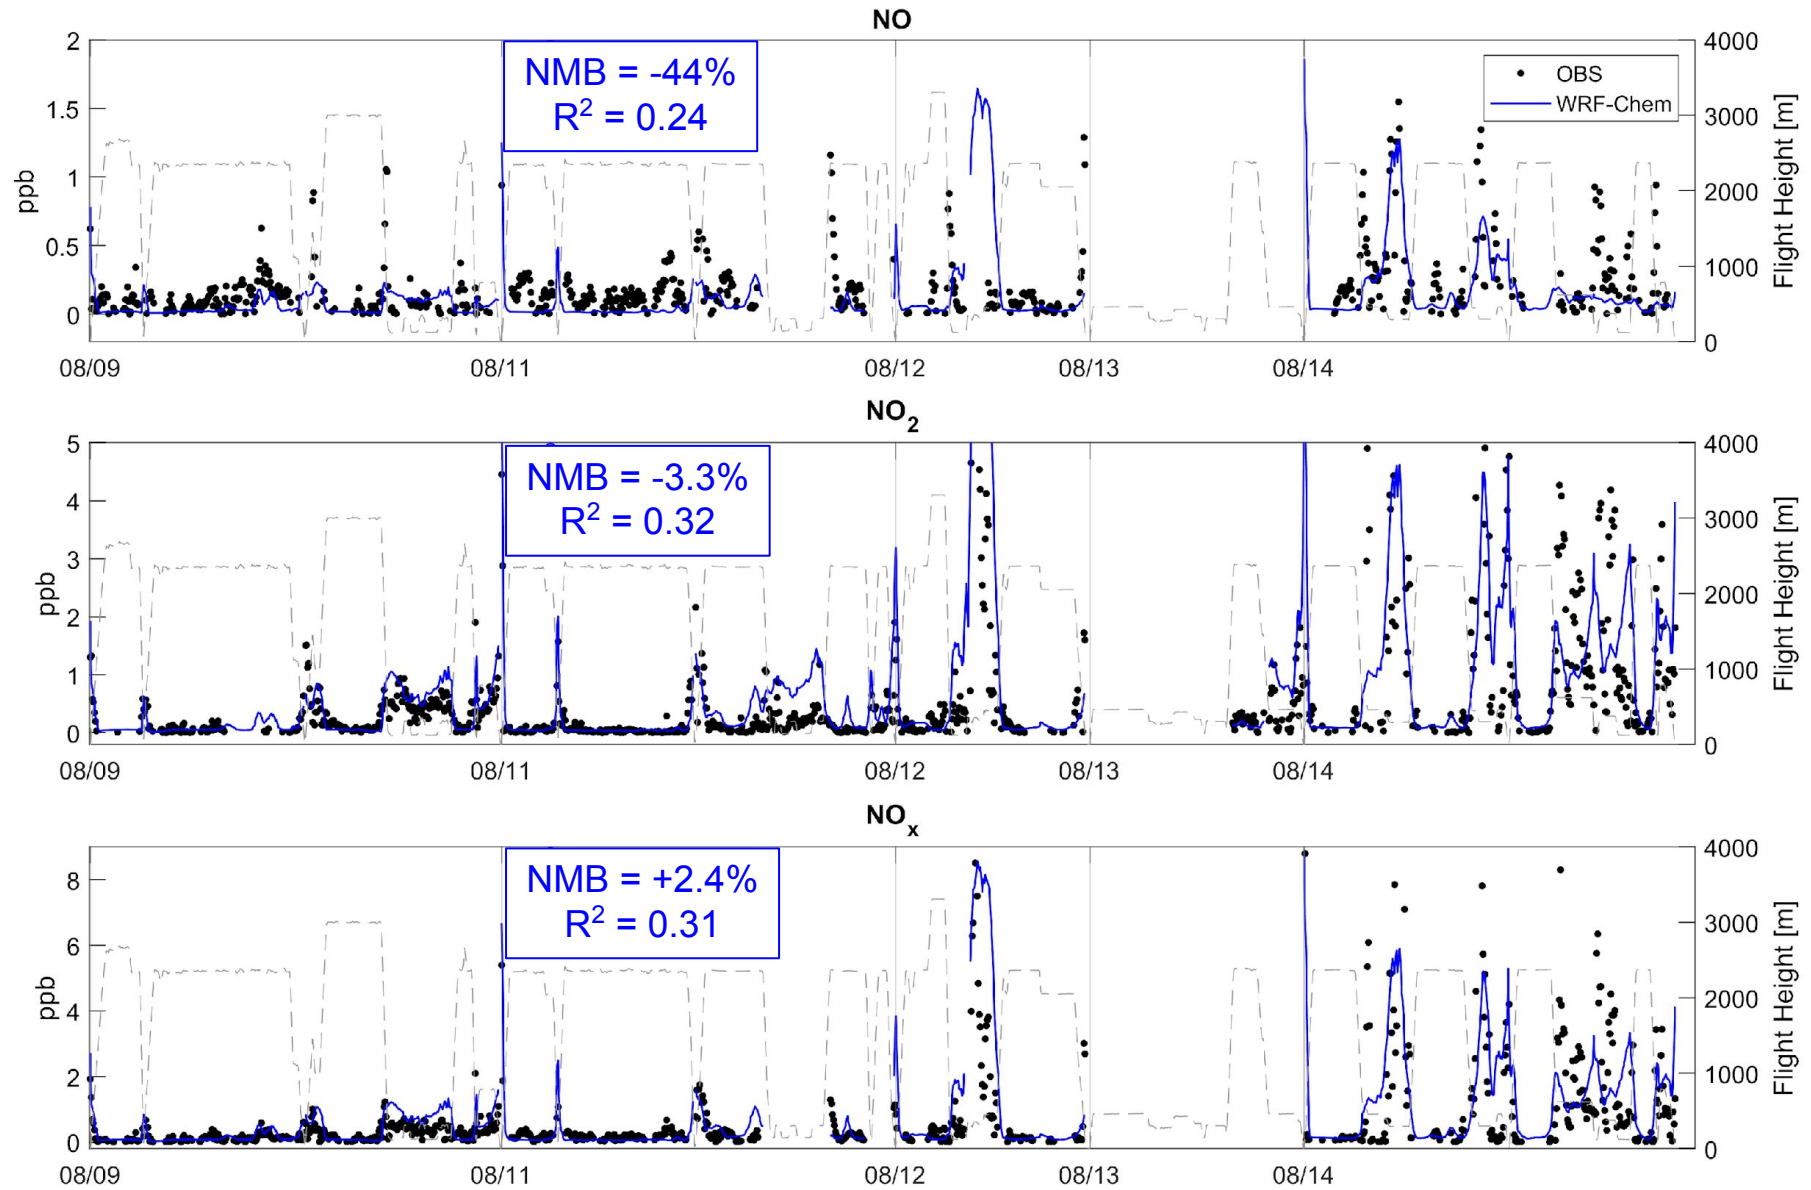 NO
2
1.5
1
0.5
0
ppb
NMB = -44%
R² = 0.24
OBS
WRF-Chem
4000
3000
2000
1000
0
Flight Height [m]
08/09
08/11
08/12
08/13
08/14
NO₂
5
4
3
2
1
0
ppb
NMB = -3.3%
R² = 0.32
4000
3000
2000
1000
0
Flight Height [m]
08/09
08/11
08/12
08/13
08/14
NOₓ
8
6
4
2
0
ppb
NMB = +2.4%
R² = 0.31
4000
3000
2000
1000
0
Flight Height [m]
08/09
08/11
08/12
08/13
08/14